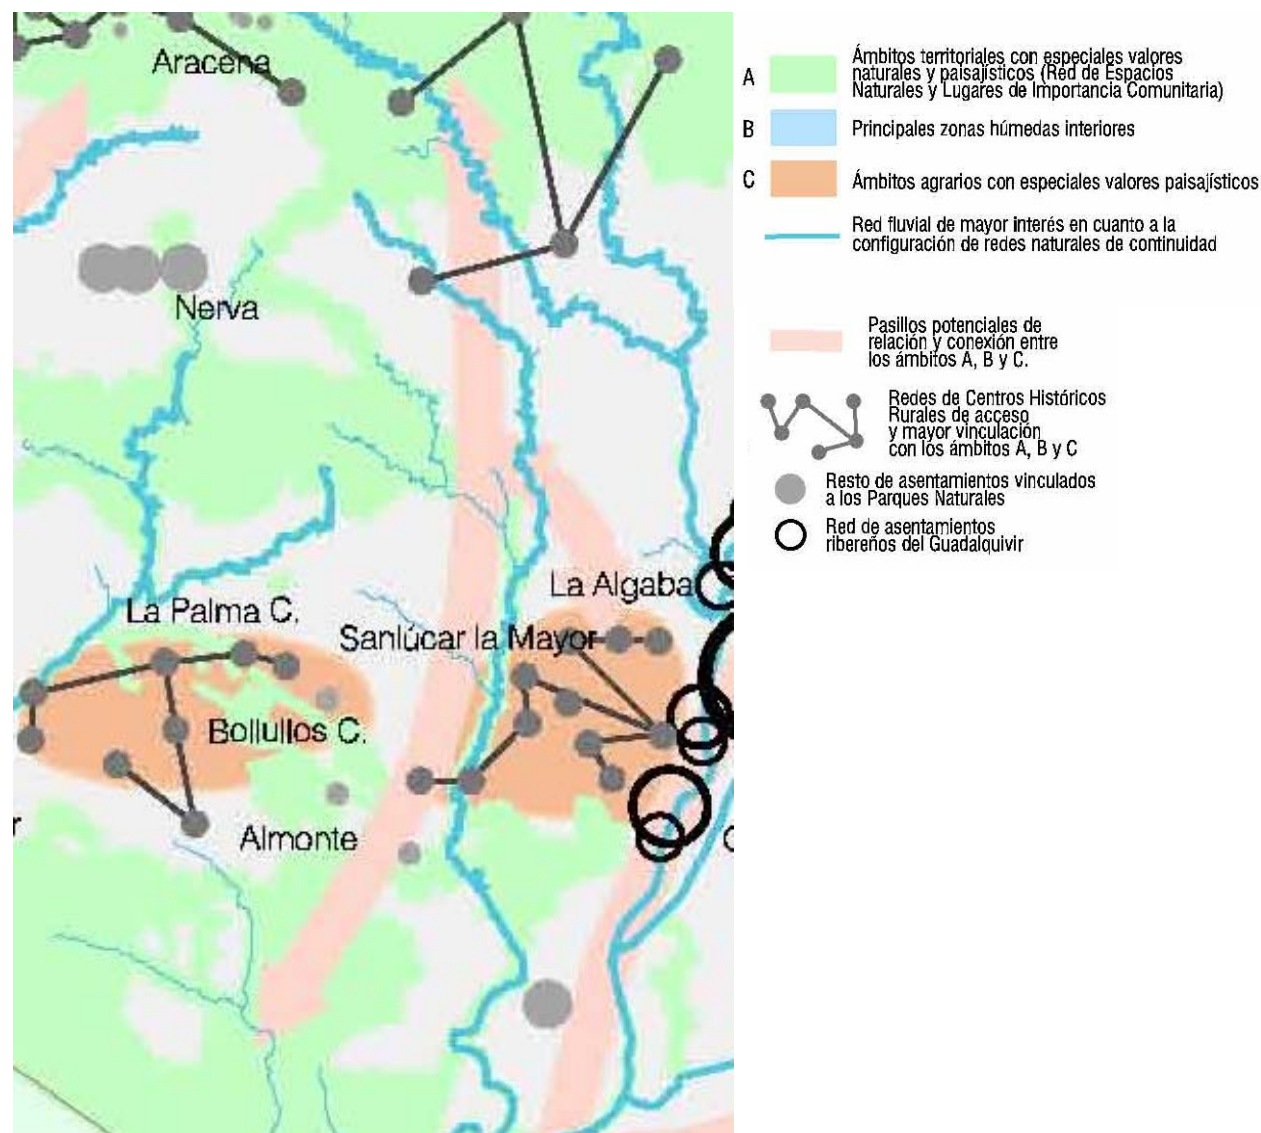 Aracena
Nerva
La Algaba
La Palma C.
Sanlúcar la Mayor
Bollullos C.
Almonte
r
A
Ámbitos territoriales con especiales valores
naturales y paisajísticos (Red de Espacios
Naturales y Lugares de Importancia Comunitaria)
B
Principales zonas húmedas interiores
C
Ámbitos agrarios con especiales valores paisajísticos
Red fluvial de mayor interés en cuanto a la
configuración de redes naturales de continuidad
Pasillos potenciales de
relación y conexión entre
los ámbitos A, B y C.
Redes de Centros Históricos
Rurales de acceso
y mayor vinculación
con los ámbitos A, B y C
Resto de asentamientos vinculados
a los Parques Naturales
Red de asentamientos
ribereños del Guadalquivir